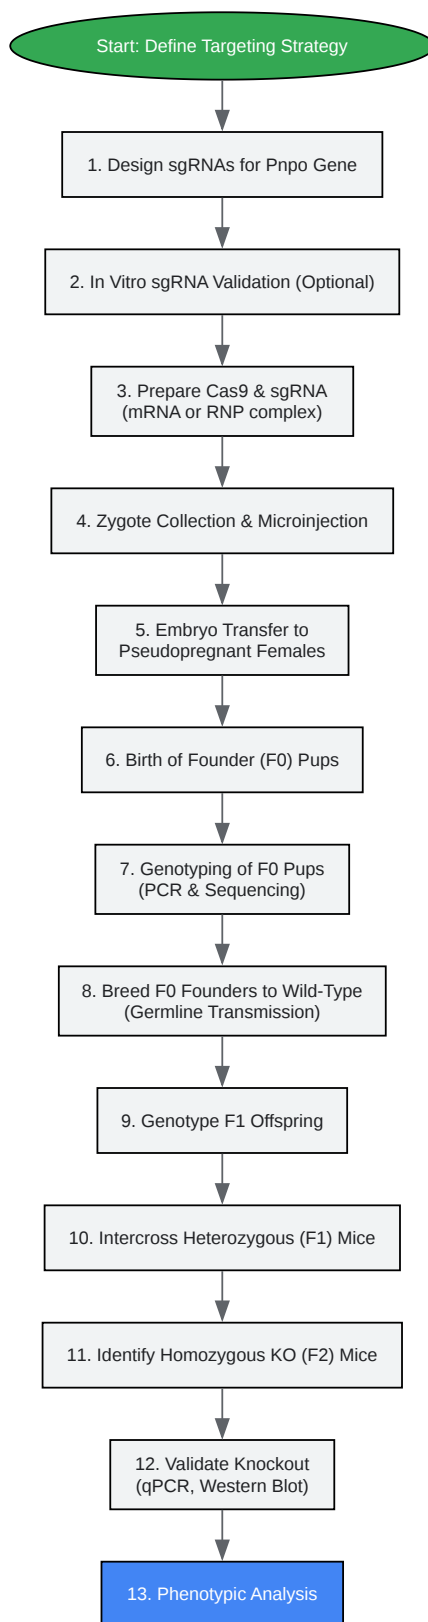 Start: Define Targeting Strategy
1. Design sgRNAs for Pnpo Gene
2. In Vitro sgRNA Validation (Optional)
3. Prepare Cas9 & sgRNA
(mRNA or RNP complex)
4. Zygote Collection & Microinjection
5. Embryo Transfer to
Pseudopregnant Females
6. Birth of Founder (F0) Pups
7. Genotyping of F0 Pups
(PCR & Sequencing)
8. Breed F0 Founders to Wild-Type
(Germline Transmission)
9. Genotype F1 Offspring
10. Intercross Heterozygous (F1) Mice
11. Identify Homozygous KO (F2) Mice
12. Validate Knockout
(qPCR, Western Blot)
13. Phenotypic Analysis